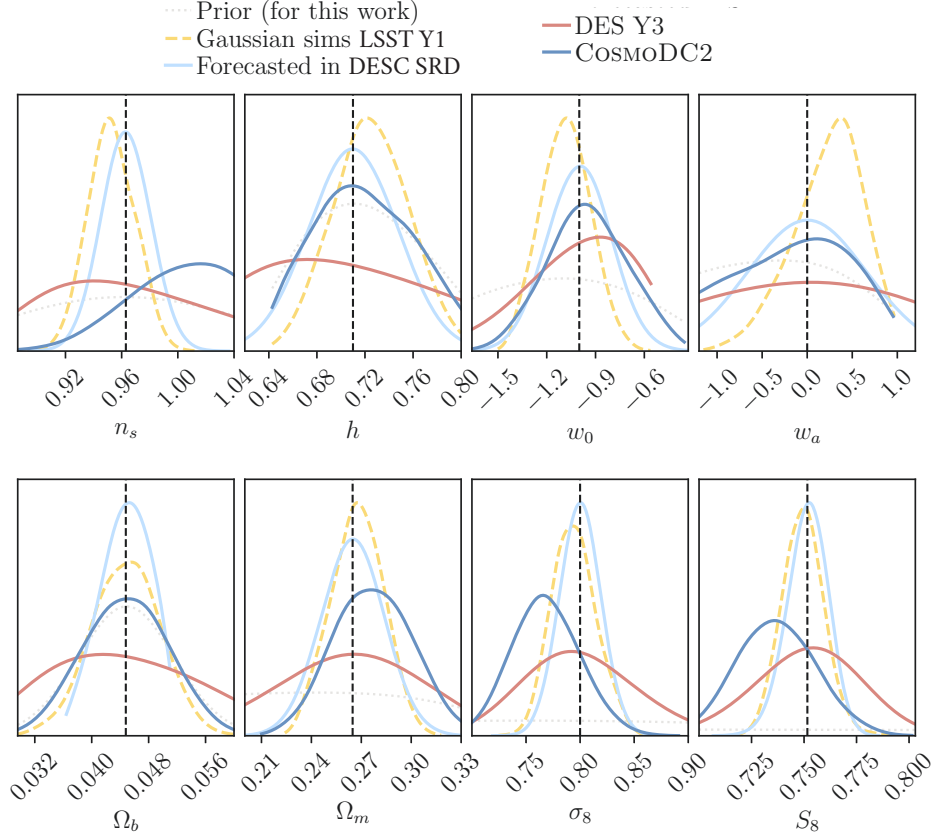 Prior (for this work)
Gaussian sims LSST Y1
Forecasted in DESC SRD
DES Y3
CosmoDC2
0.92 0.96 1.00 1.04
n_s
0.64 0.68 0.72 0.76 0.80
h
−1.5 −1.2 −0.9 −0.6
w_0
−1.0 −0.5 0.0 0.5 1.0
w_a
0.032 0.040 0.048 0.056
Ω_b
0.21 0.24 0.27 0.30 0.33
Ω_m
0.75 0.80 0.85 0.90
σ_8
0.725 0.750 0.775 0.800
S_8